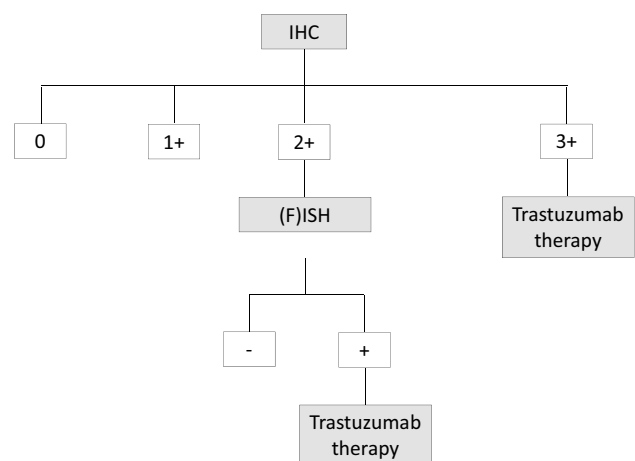 IHC
0
1+
2+
3+
(F)ISH
Trastuzumab
therapy
-
+
Trastuzumab
therapy